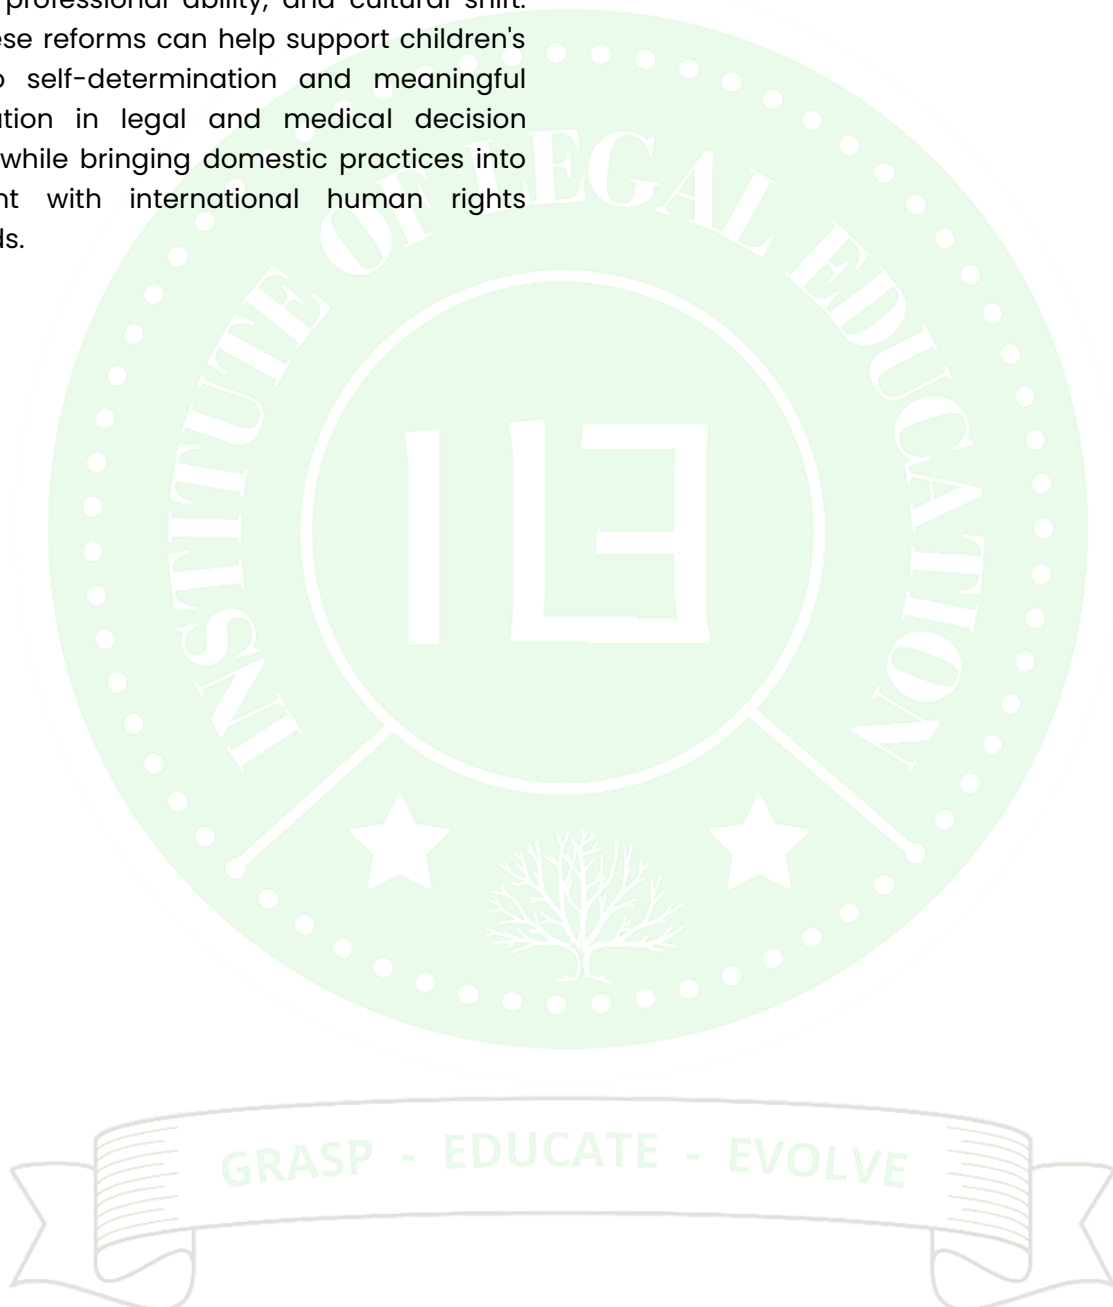 professional ability, and cultural shift.
ese reforms can help support children's
self-determination and meaningful
ation in legal and medical decision
while bringing domestic practices into
nt with international human rights
ds.
INSTITUTE OF LEGAL EDUCATION
ILE
GRASP - EDUCATE - EVOLVE